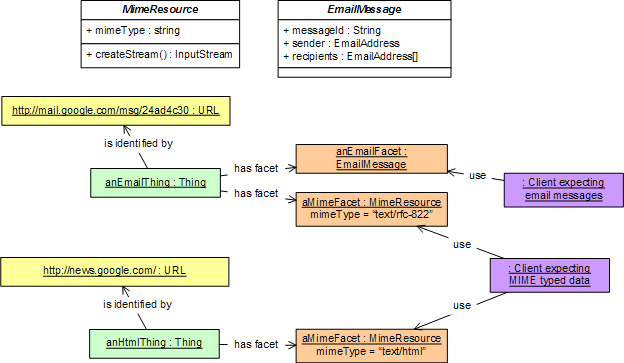 MimeResource
+ mimeType : string
+ createStream() : InputStream
EmailMessage
+ messageId : String
+ sender : EmailAddress
+ recipients : EmailAddress[]
http://mail.google.com/msg/24ad4c30 : URL
is identified by
anEmailThing : Thing
has facet
has facet
anEmailFacet :
EmailMessage
aMimeFacet : MimeResource
mimeType = “text/rfc-822”
use
: Client expecting
email messages
use
: Client expecting
MIME typed data
use
http://news.google.com/ : URL
is identified by
anHtmlThing : Thing
has facet
aMimeFacet : MimeResource
mimeType = “text/html”